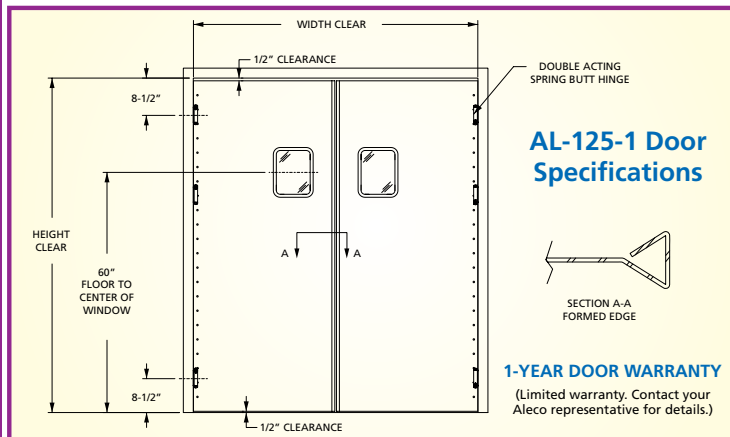 WIDTH CLEAR
1/2" CLEARANCE
DOUBLE ACTING
SPRING BUTT HINGE
8-1/2"
AL-125-1 Door
Specifications
HEIGHT
CLEAR
A
A
60"
FLOOR TO
CENTER OF
WINDOW
SECTION A-A
FORMED EDGE
1-YEAR DOOR WARRANTY
(Limited warranty. Contact your
Aleco representative for details.)
8-1/2"
1/2" CLEARANCE